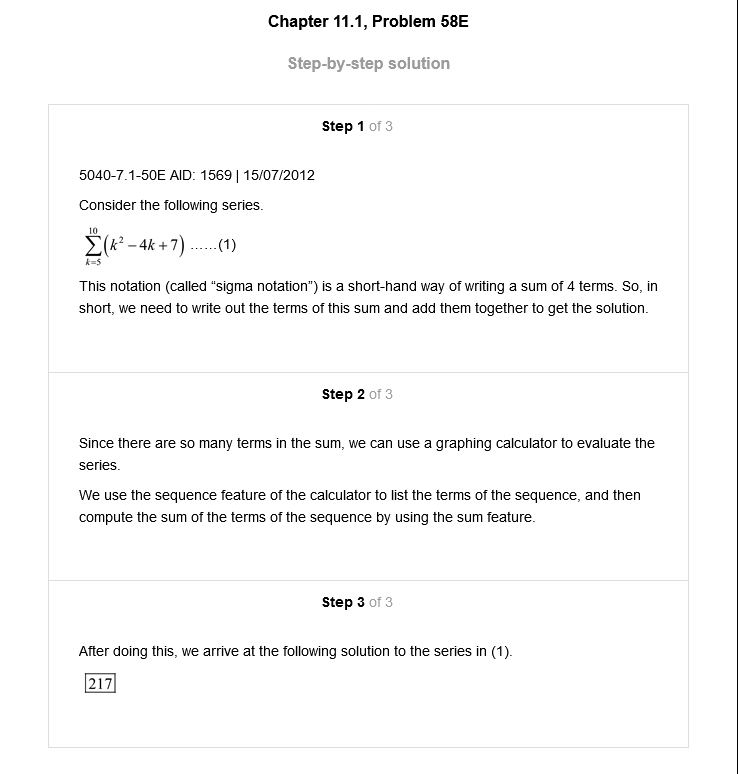 Chapter 11.1, Problem 58E
Step-by-step solution
Step 1 of 3
5040-7.1-50E AID: 1569 | 15/07/2012
Consider the following series.
10
∑(k² – 4k + 7) ......(1)
k=5
This notation (called “sigma notation”) is a short-hand way of writing a sum of 4 terms. So, in
short, we need to write out the terms of this sum and add them together to get the solution.
Step 2 of 3
Since there are so many terms in the sum, we can use a graphing calculator to evaluate the
series.
We use the sequence feature of the calculator to list the terms of the sequence, and then
compute the sum of the terms of the sequence by using the sum feature.
Step 3 of 3
After doing this, we arrive at the following solution to the series in (1).
217